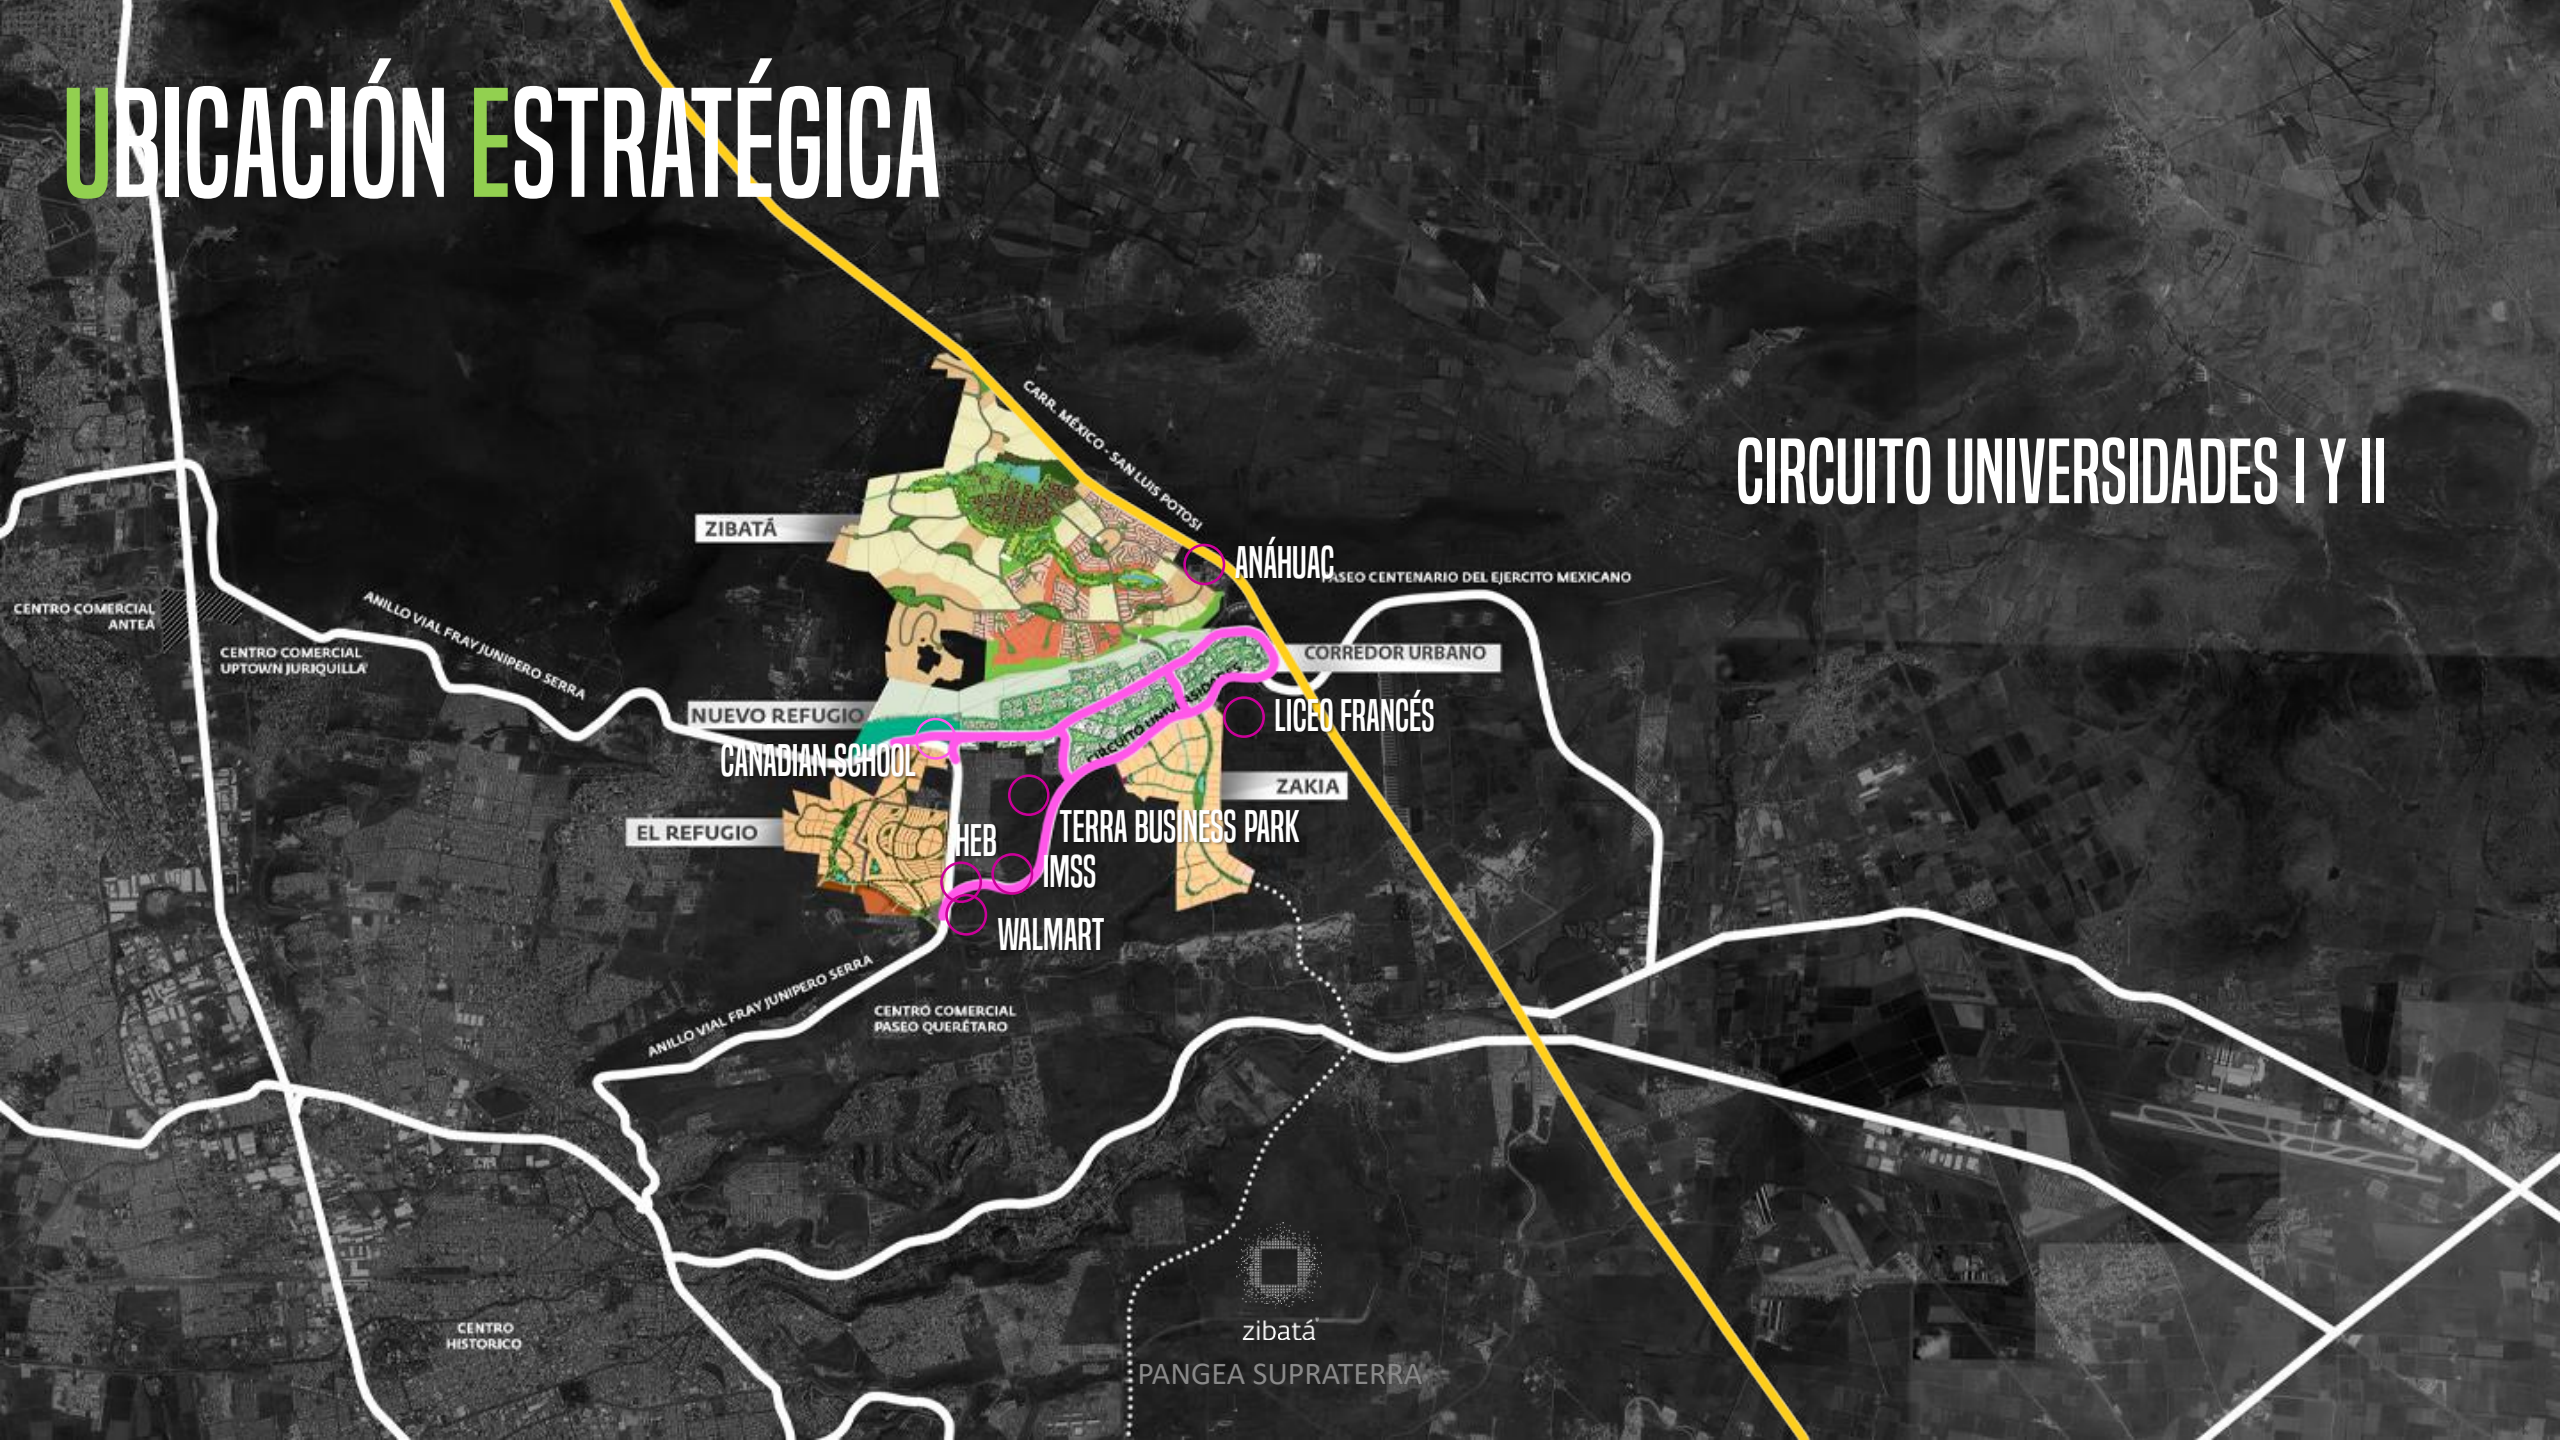 UBICACIÓN ESTRATÉGICA
CARR. MÉXICO - SAN LUIS POTOSI
CIRCUITO UNIVERSIDADES I Y II
ZIBATÁ
ANÁHUAC
PASEO CENTENARIO DEL EJERCITO MEXICANO
CENTRO COMERCIAL
ANTEA
ANILLO VIAL FRAY JUNIPERO SERRA
CENTRO COMERCIAL
UPTOWN JURIQUILLA
CORREDOR URBANO
NUEVO REFUGIO
LICEO FRANCÉS
CIRCUITO UNIVERSIDADES
CANADIAN SCHOOL
ZAKIA
EL REFUGIO
HEB
TERRA BUSINESS PARK
IMSS
WALMART
ANILLO VIAL FRAY JUNIPERO SERRA
CENTRO COMERCIAL
PASEO QUERÉTARO
CENTRO
HISTORICO
zibatá
PANGEA SUPRATERRA